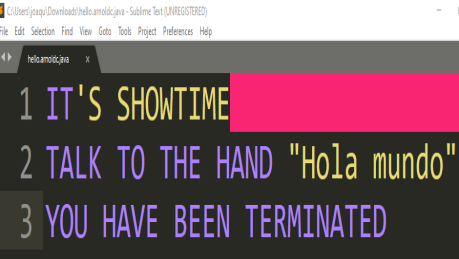 C:\Users\joaqu\Downloads\hello.arnoldc.java - Sublime Text (UNREGISTERED)
File Edit Selection Find View Goto Tools Project Preferences Help
hello.arnoldc.java x
1 IT'S SHOWTIME
2 TALK TO THE HAND "Hola mundo"
3 YOU HAVE BEEN TERMINATED